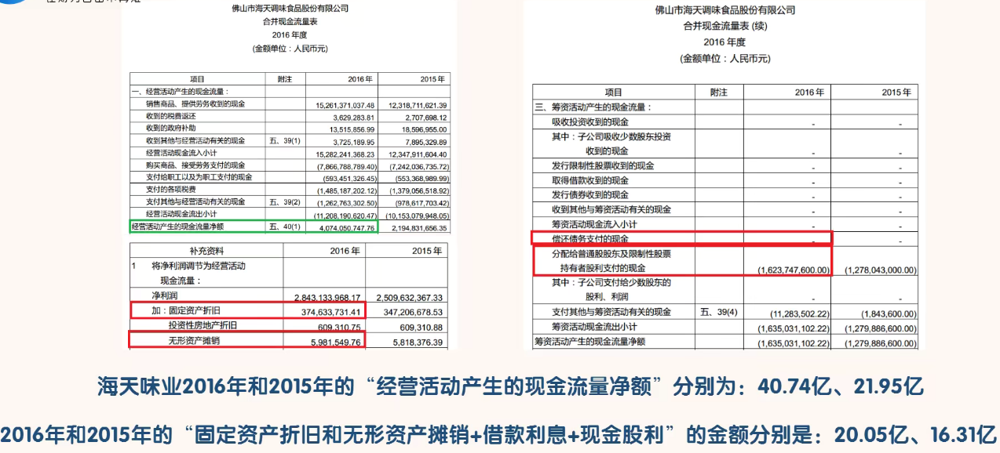 佛山市海天调味食品股份有限公司
合并现金流量表
2016 年度
(金额单位：人民币元)
项目 附注 2016 年 2015 年
一、经营活动产生的现金流量：
销售商品、提供劳务收到的现金 15,261,371,037.48 12,318,711,621.39
收到的税费返还 3,629,283.81 2,707,698.12
收到的政府补助 13,515,856.99 18,596,955.00
收到其他与经营活动有关的现金 五、39(1) 3,725,189.95 7,895,329.89
经营活动现金流入小计 15,282,241,368.23 12,347,911,604.40
购买商品、接受劳务支付的现金 (7,866,788,789.40) (7,242,036,735.72)
支付给职工以及为职工支付的现金 (593,451,326.45) (553,368,989.99)
支付的各项税费 (1,485,187,202.12) (1,379,056,518.92)
支付其他与经营活动有关的现金 五、39(2) (1,262,763,302.50) (978,617,703.42)
经营活动现金流出小计 (11,208,190,620.47) (10,153,079,948.05)
经营活动产生的现金流量净额 五、40(1) 4,074,050,747.76 2,194,831,656.35
补充资料 2016 年 2015 年
1 将净利润调节为经营活动
现金流量：
净利润 2,843,133,968.17 2,509,632,367.33
加：固定资产折旧 374,633,731.41 347,206,678.53
投资性房地产折旧 609,310.75 609,310.88
无形资产摊销 5,981,549.76 5,818,376.39
佛山市海天调味食品股份有限公司
合并现金流量表 (续)
2016 年度
(金额单位：人民币元)
项目 附注 2016 年 2015 年
三、筹资活动产生的现金流量：
吸收投资收到的现金 - -
其中：子公司吸收少数股东投资
收到的现金 - -
发行限制性股票收到的现金 - -
取得借款收到的现金 - -
发行债券收到的现金 - -
收到其他与筹资活动有关的现金 - -
筹资活动现金流入小计 - -
偿还债务支付的现金 - -
分配给普通股股东及限制性股票
持有者股利支付的现金 (1,623,747,600.00) (1,278,043,000.00)
其中：子公司支付给少数股东的
股利、利润 - -
支付其他与筹资活动有关的现金 五、39(4) (11,283,502.22) (1,843,600.00)
筹资活动现金流出小计 (1,635,031,102.22) (1,279,886,600.00)
筹资活动产生的现金流量净额 (1,635,031,102.22) (1,279,886,600.00)
海天味业2016年和2015年的“经营活动产生的现金流量净额”分别为：40.74亿、21.95亿
2016年和2015年的“固定资产折旧和无形资产摊销+借款利息+现金股利”的金额分别是：20.05亿、16.31亿